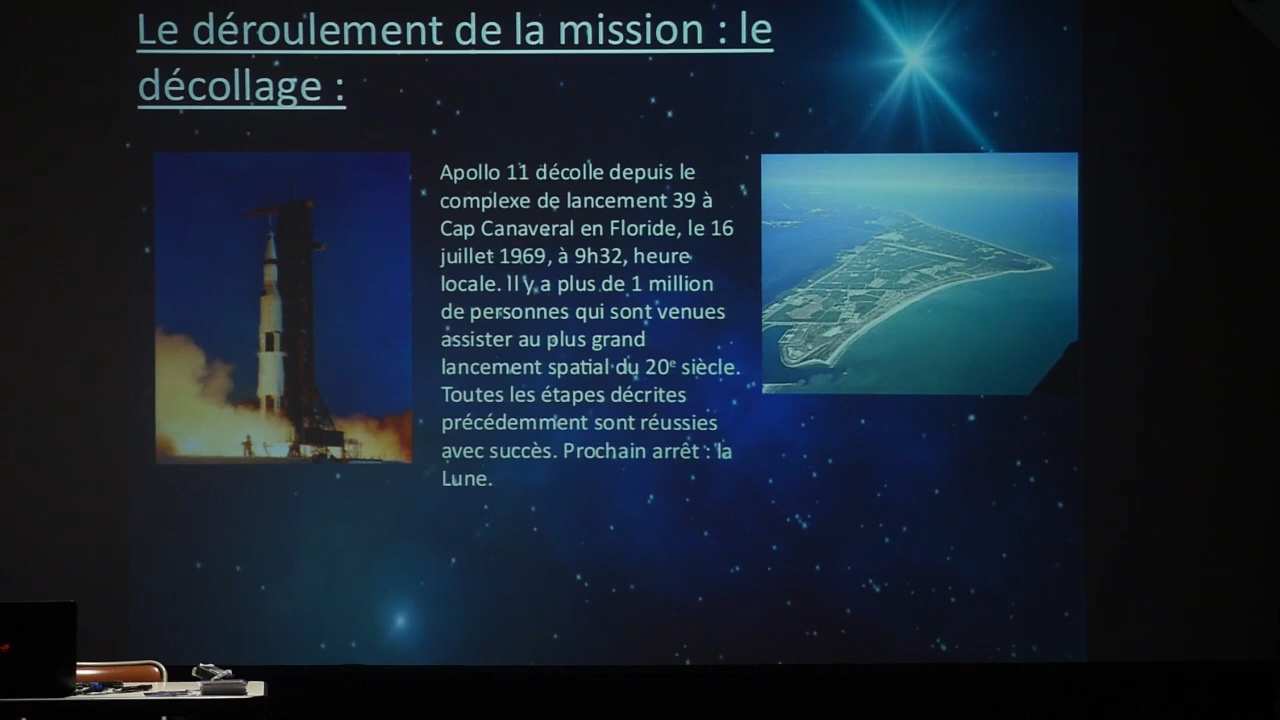 Le déroulement de la mission : le
décollage :
Apollo 11 décolle depuis le
complexe de lancement 39 à
Cap Canaveral en Floride, le 16
juillet 1969, à 9h32, heure
locale. Il y a plus de 1 million
de personnes qui sont venues
assister au plus grand
lancement spatial du 20e siècle.
Toutes les étapes décrites
précédemment sont réussies
avec succès. Prochain arrêt : la
Lune.